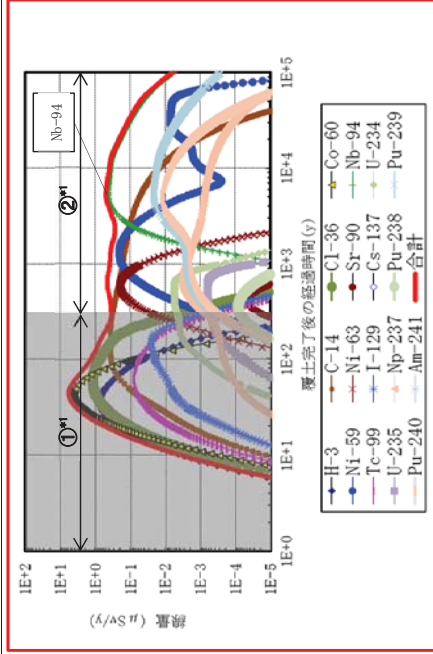 ①*1
②*1
Nb-94
線量 (μSv/y)
1E+2
1E+1
1E+0
1E-1
1E-2
1E-3
1E-4
1E-5
1E+0
1E+1
1E+2
1E+3
1E+4
1E+5
覆土完了後の経過時間(y)
H-3
C-14
Cl-36
Co-60
Ni-59
Ni-63
Sr-90
Nb-94
Tc-99
I-129
Cs-137
U-234
U-235
Np-237
Pu-238
Pu-239
Pu-240
Am-241
合計